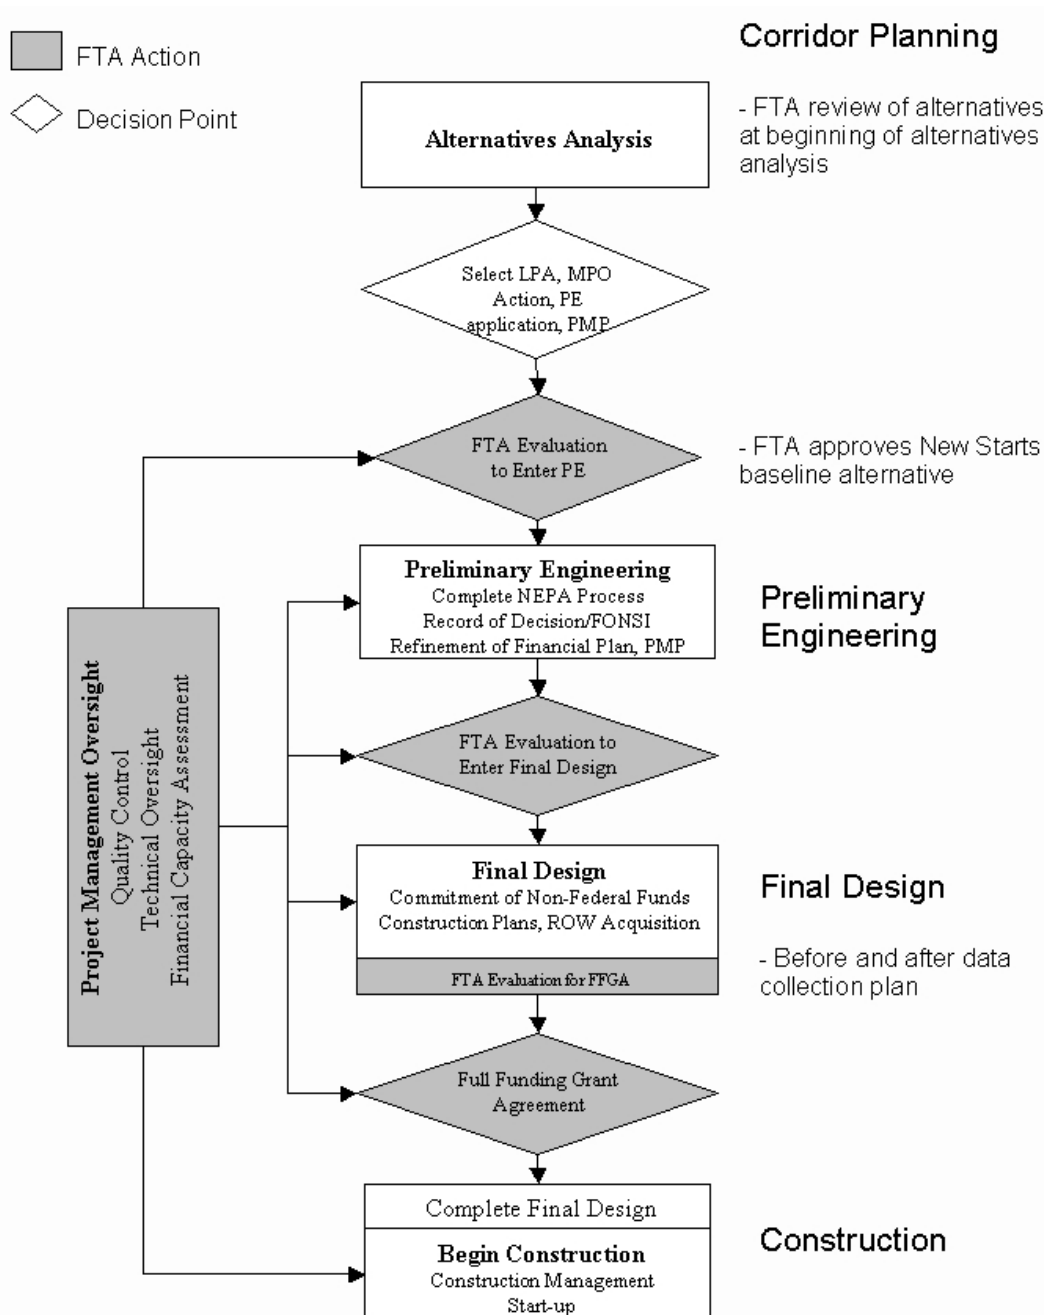 FTA Action
Decision Point
Corridor Planning
- FTA review of alternatives
at beginning of alternatives
analysis
Alternatives Analysis
Select LPA, MPO
Action, PE
application, PMP
FTA Evaluation
to Enter PE
- FTA approves New Starts
baseline alternative
Preliminary Engineering
Complete NEPA Process
Record of Decision/FONSI
Refinement of Financial Plan, PMP
Preliminary
Engineering
Project Management Oversight
Quality Control
Technical Oversight
Financial Capacity Assessment
FTA Evaluation to
Enter Final Design
Final Design
Commitment of Non-Federal Funds
Construction Plans, ROW Acquisition
FTA Evaluation for FFGA
Final Design
- Before and after data
collection plan
Full Funding Grant
Agreement
Complete Final Design
Begin Construction
Construction Management
Start-up
Construction